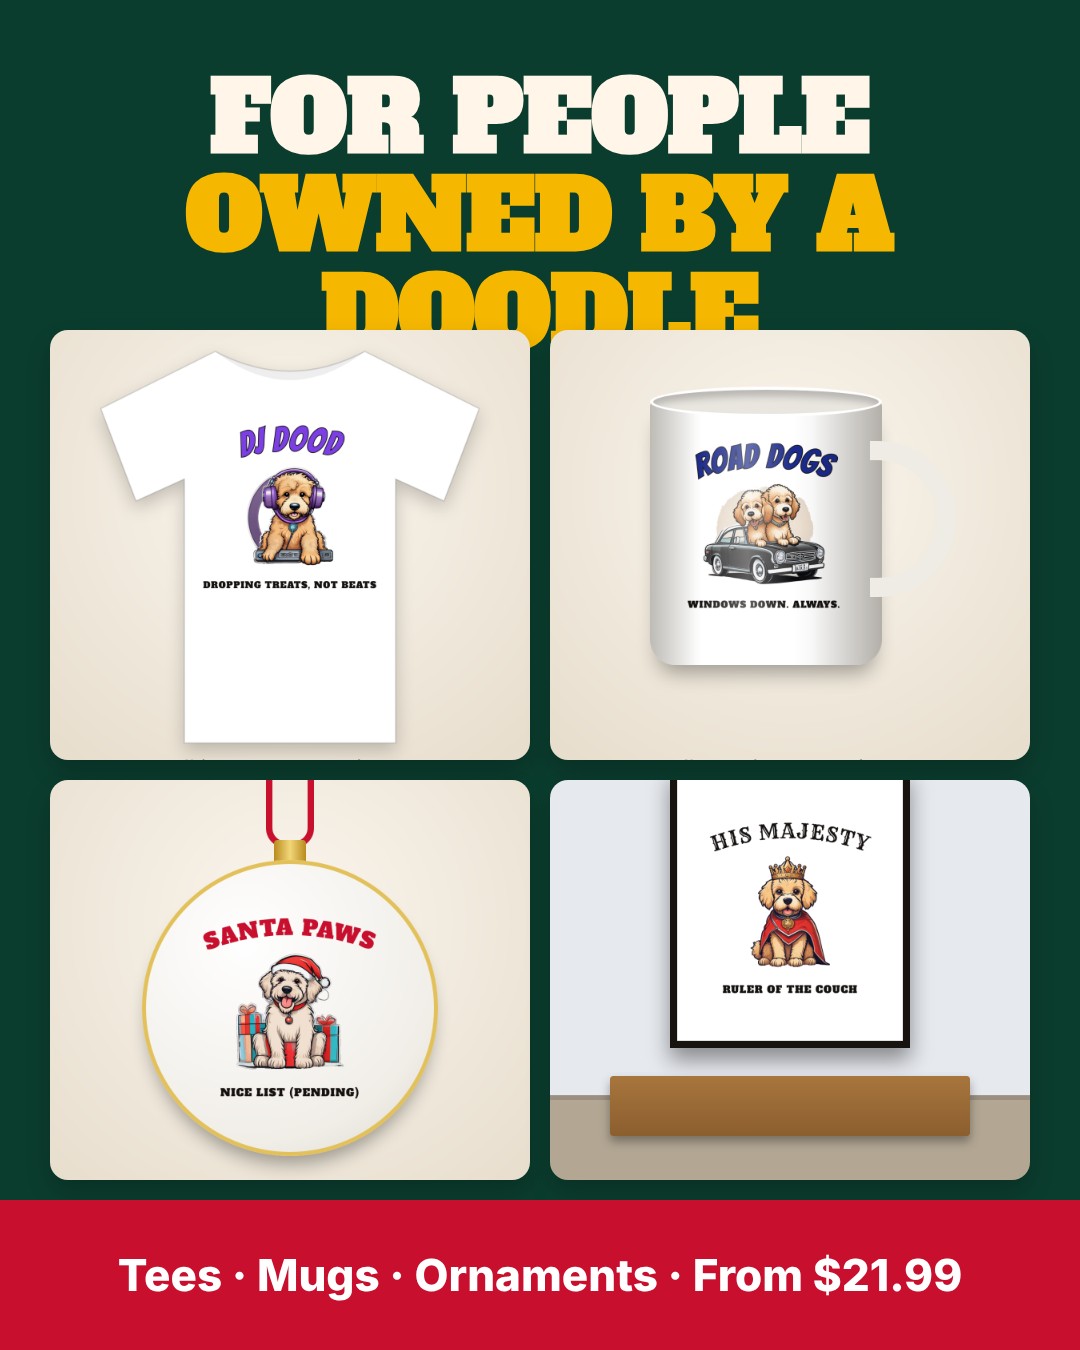 FOR PEOPLE
OWNED BY A
DOODLE
DJ DOOD
DROPPING TREATS, NOT BEATS
ROAD DOGS
WINDOWS DOWN. ALWAYS.
SANTA PAWS
NICE LIST (PENDING)
HIS MAJESTY
RULER OF THE COUCH
Tees · Mugs · Ornaments · From $21.99